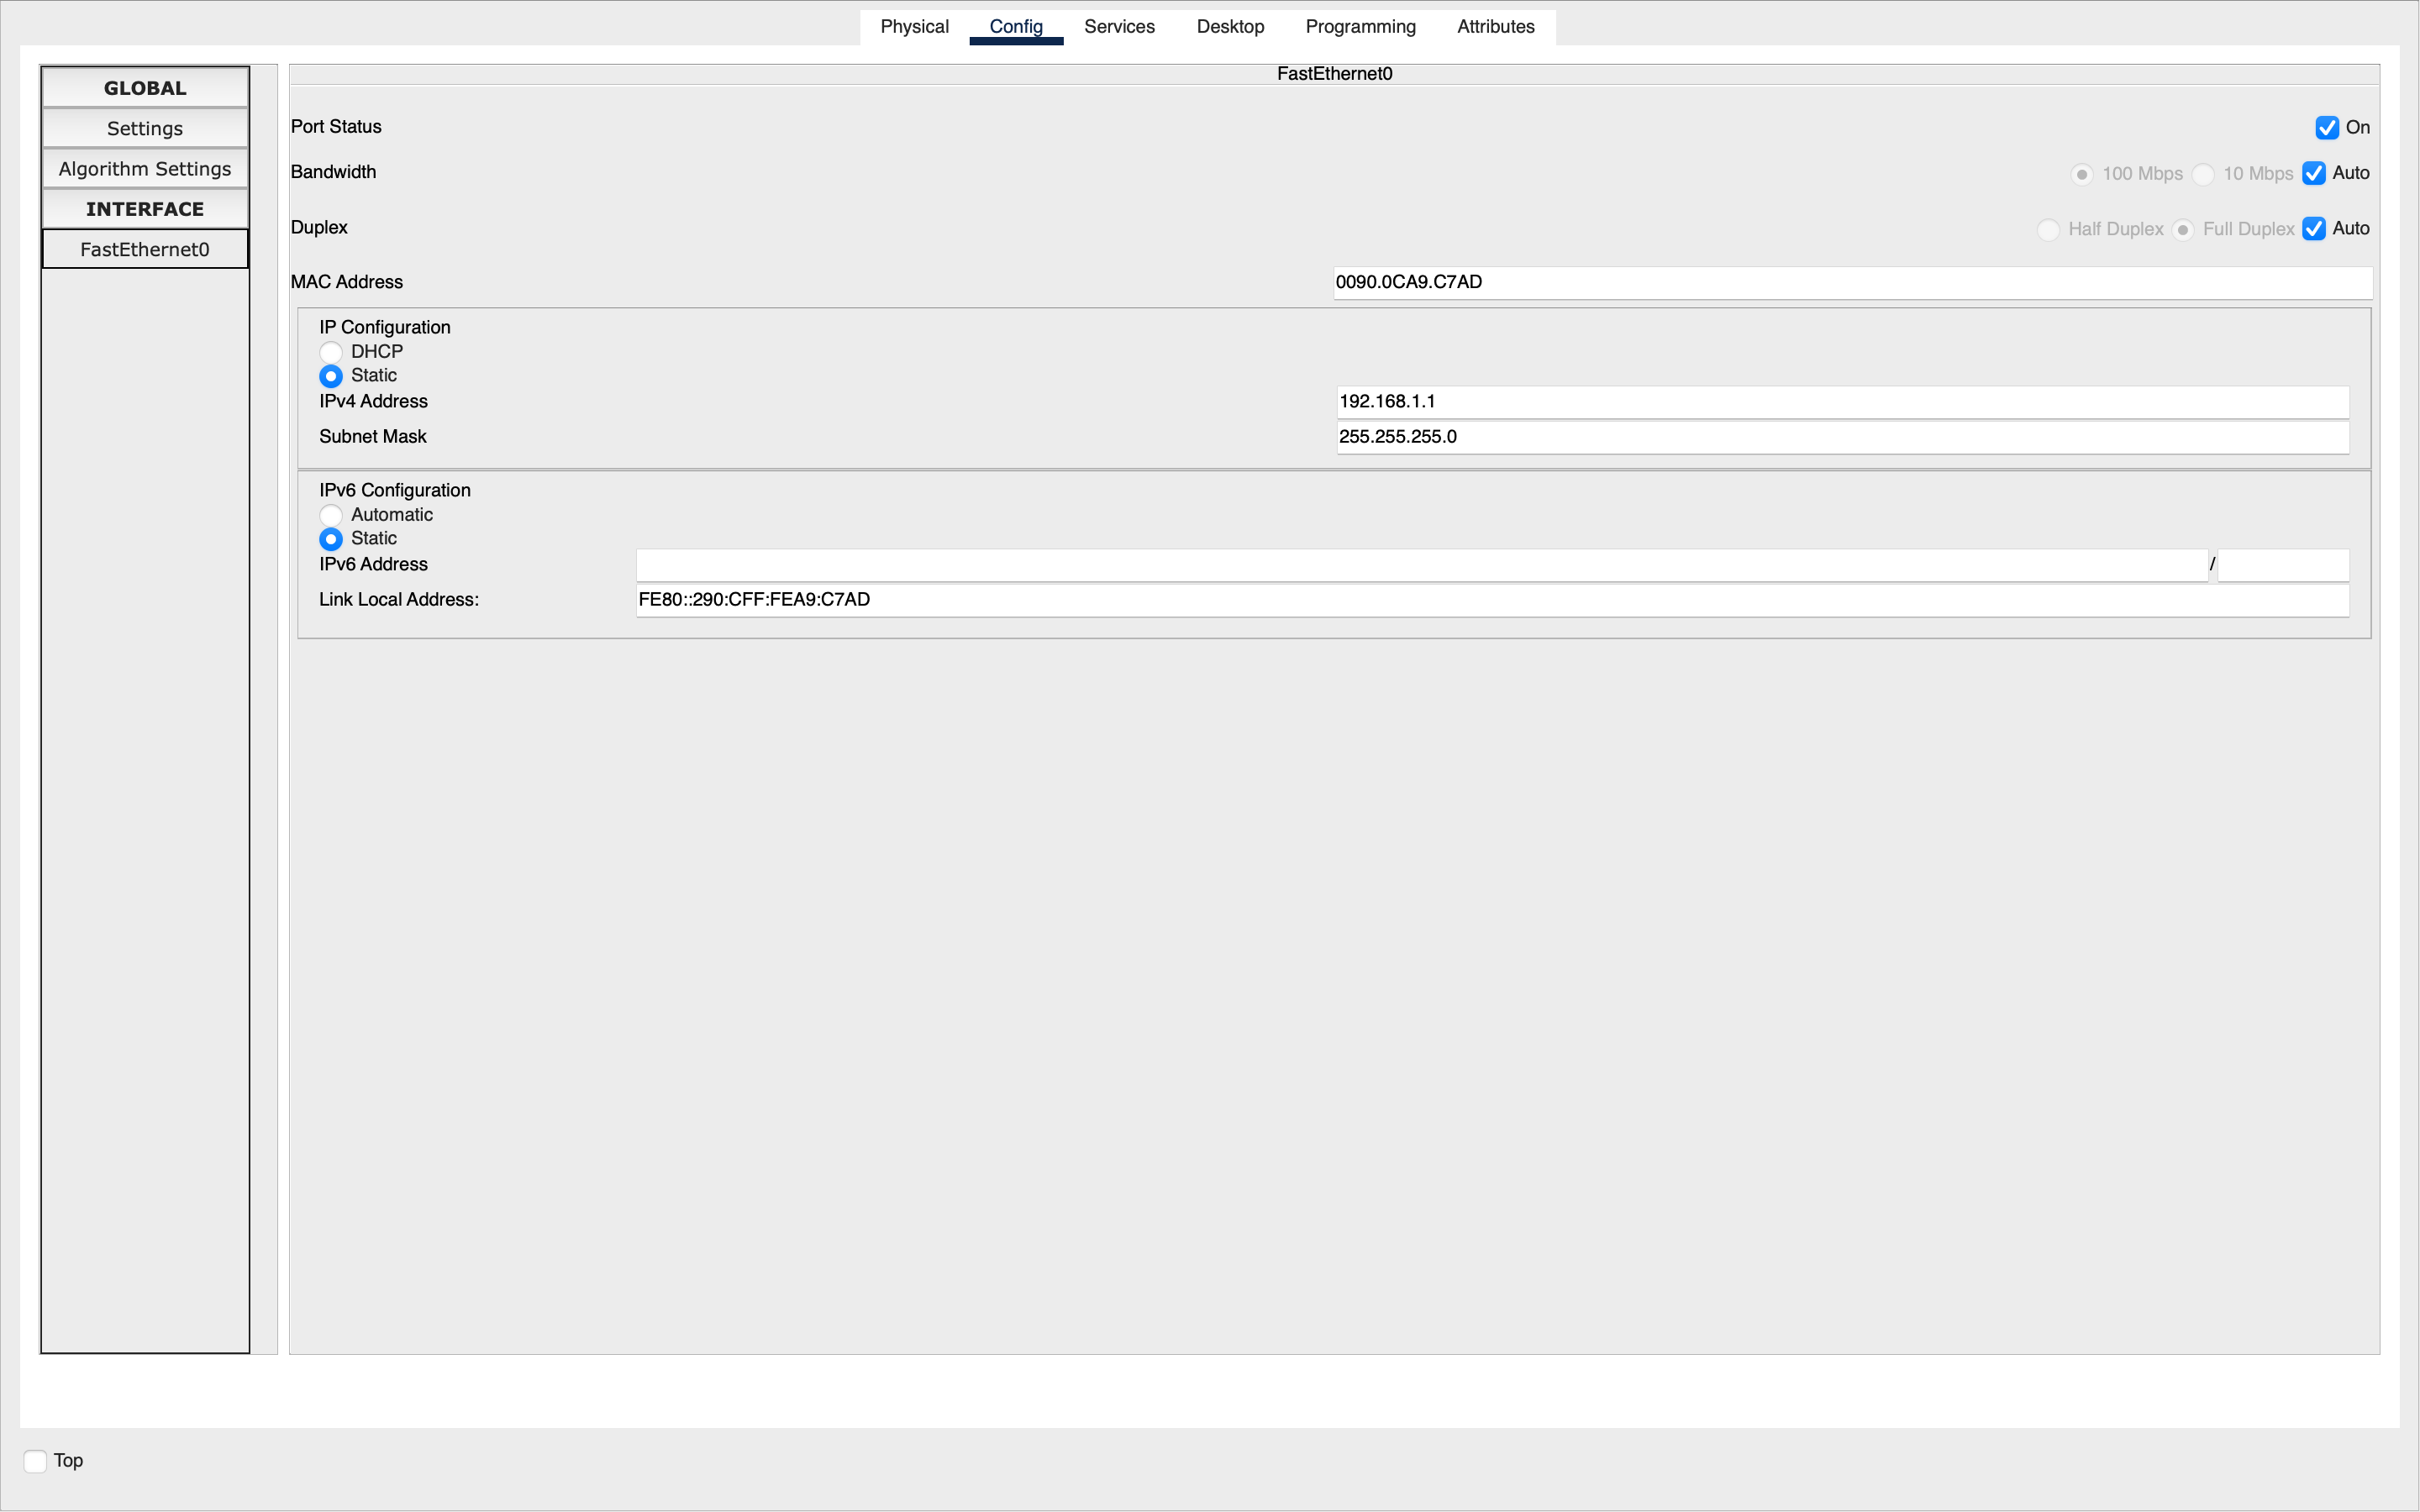 Physical Config Services Desktop Programming Attributes
GLOBAL
Settings
Algorithm Settings
INTERFACE
FastEthernet0
FastEthernet0
Port Status On
Bandwidth 100 Mbps 10 Mbps Auto
Duplex Half Duplex Full Duplex Auto
MAC Address 0090.0CA9.C7AD
IP Configuration
DHCP
Static
IPv4 Address 192.168.1.1
Subnet Mask 255.255.255.0
IPv6 Configuration
Automatic
Static
IPv6 Address /
Link Local Address: FE80::290:CFF:FEA9:C7AD
Top